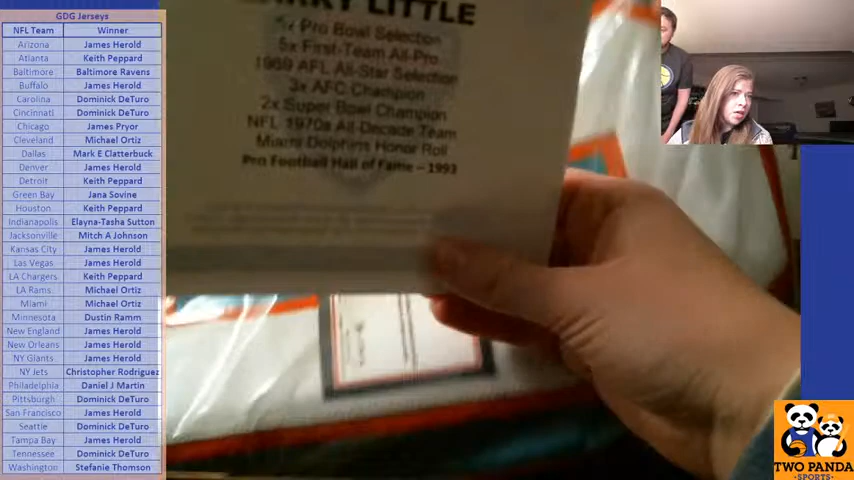 GDG Jerseys
NFL Team Winner
Arizona James Herold
Atlanta Keith Peppard
Baltimore Baltimore Ravens
Buffalo James Herold
Carolina Dominick DeTuro
Cincinnati Dominick DeTuro
Chicago James Pryor
Cleveland Michael Ortiz
Dallas Mark E Clatterbuck
Denver James Herold
Detroit Keith Peppard
Green Bay Jana Sovine
Houston Keith Peppard
Indianapolis Elayna-Tasha Sutton
Jacksonville Mitch A Johnson
Kansas City James Herold
Las Vegas James Herold
LA Chargers Keith Peppard
LA Rams Michael Ortiz
Miami Michael Ortiz
Minnesota Dustin Ramm
New England James Herold
New Orleans James Herold
NY Giants James Herold
NY Jets Christopher Rodriguez
Philadelphia Daniel J Martin
Pittsburgh Dominick DeTuro
San Francisco James Herold
Seattle Dominick DeTuro
Tampa Bay James Herold
Tennessee Dominick DeTuro
Washington Stefanie Thomson
LARRY LITTLE
5x Pro Bowl Selection
5x First-Team All-Pro
1969 AFL All-Star Selection
3x AFC Champion
2x Super Bowl Champion
NFL 1970s All-Decade Team
Miami Dolphins Honor Roll
Pro Football Hall of Fame – 1993
TWO PANDA
·SPORTS·